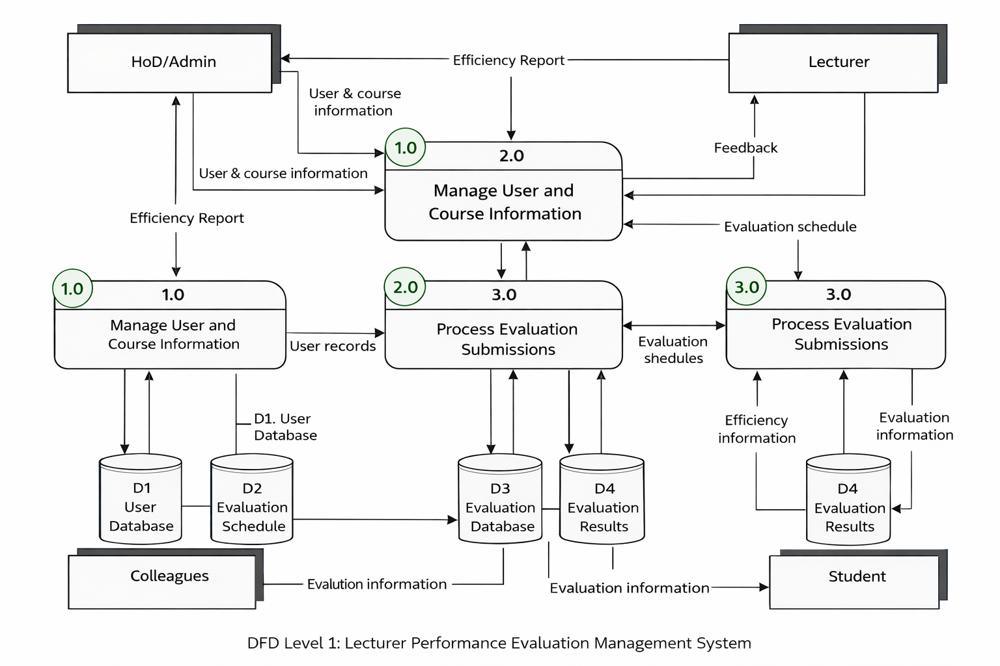 HoD/Admin
Efficiency Report
Lecturer
User & course
information
1.0
2.0
Feedback
User & course information
Manage User and
Course Information
Efficiency Report
Evaluation schedule
1.0
1.0
Manage User and
Course Information
2.0
3.0
Process Evaluation
Submissions
3.0
3.0
Process Evaluation
Submissions
User records
Evaluation
shedules
D1. User
Database
Efficiency
information
Evaluation
information
D1
User
Database
D2
Evaluation
Schedule
D3
Evaluation
Database
D4
Evaluation
Results
D4
Evaluation
Results
Colleagues
Evalution information
Evaluation information
Student
DFD Level 1: Lecturer Performance Evaluation Management System